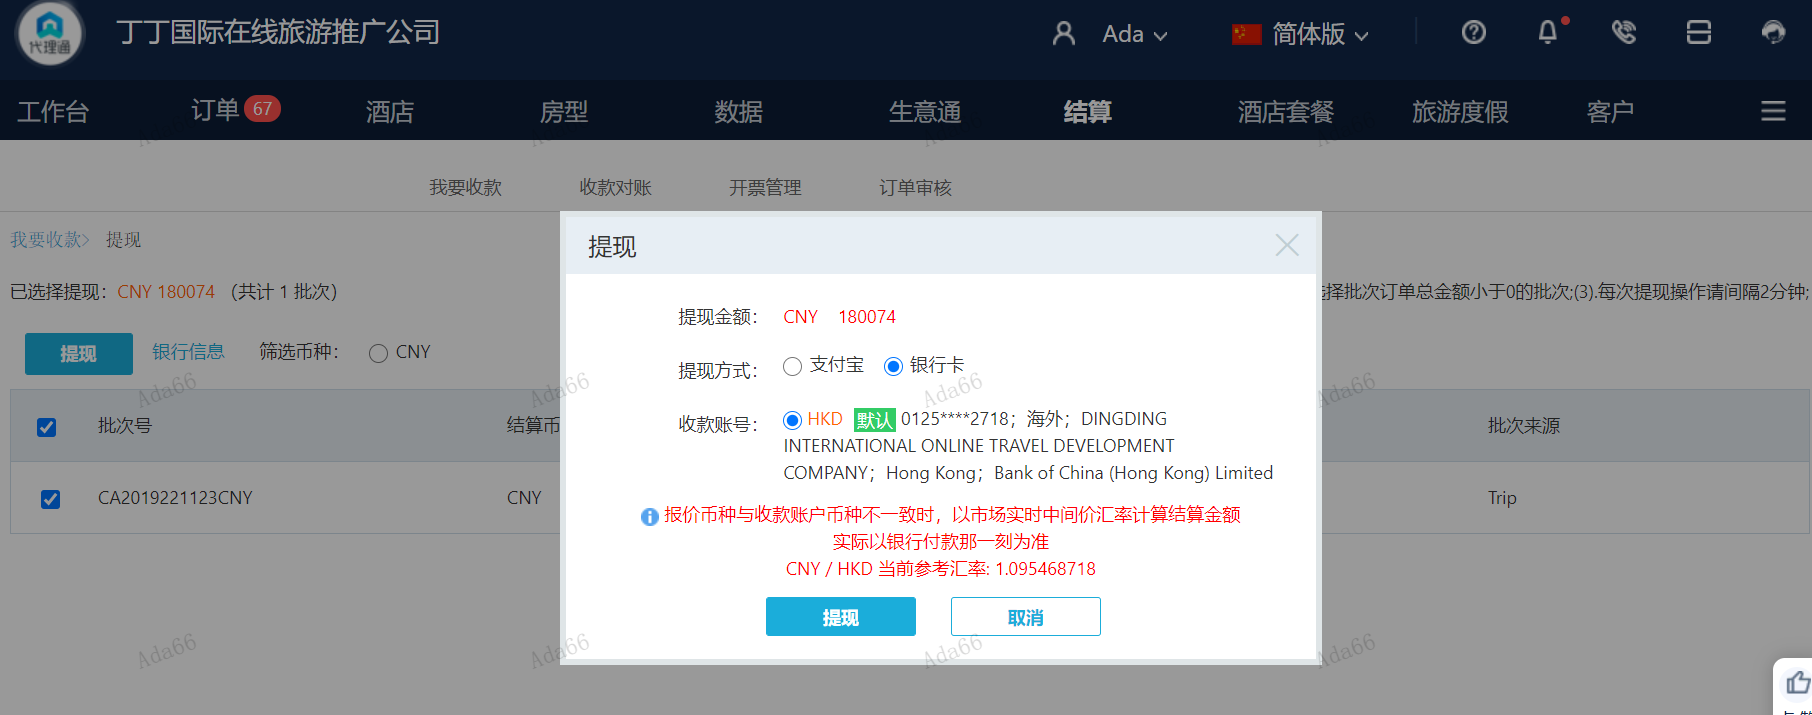 代理通
丁丁国际在线旅游推广公司
Ada
简体版
工作台
订单 67
酒店
房型
数据
生意通
结算
酒店套餐
旅游度假
客户
我要收款
收款对账
开票管理
订单审核
我要收款> 提现
已选择提现：CNY 180074 （共计 1 批次）
择批次订单总金额小于0的批次;(3).每次提现操作请间隔2分钟;
提现
银行信息
筛选币种：
CNY
批次号
结算币
批次来源
CA2019221123CNY
CNY
Trip
提现
提现金额： CNY 180074
提现方式： 支付宝 银行卡
收款账号： HKD 默认 0125****2718；海外；DINGDING
INTERNATIONAL ONLINE TRAVEL DEVELOPMENT
COMPANY；Hong Kong；Bank of China (Hong Kong) Limited
报价币种与收款账户币种不一致时，以市场实时中间价汇率计算结算金额
实际以银行付款那一刻为准
CNY / HKD 当前参考汇率: 1.095468718
提现
取消
Ada66
Ada66
Ada66
Ada66
Ada66
Ada66
Ada66
Ada66